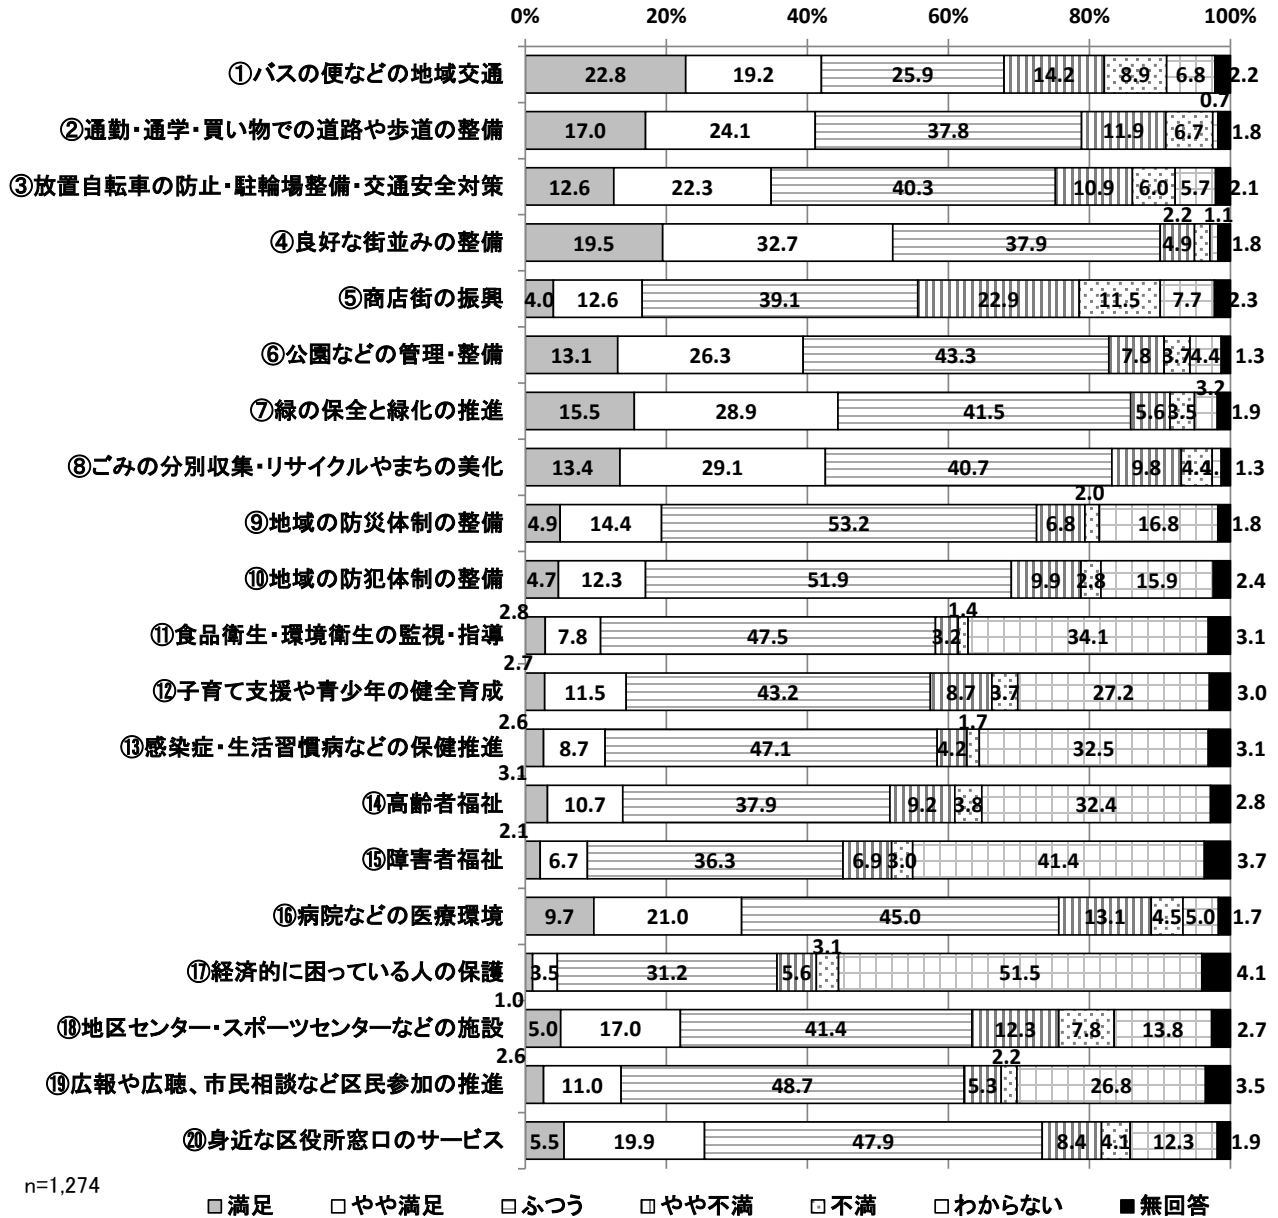 0% 20% 40% 60% 80% 100%
①バスの便などの地域交通 22.8 19.2 25.9 14.2 8.9 6.8 2.2
0.7
②通勤・通学・買い物での道路や歩道の整備 17.0 24.1 37.8 11.9 6.7 1.8
③放置自転車の防止・駐輪場整備・交通安全対策 12.6 22.3 40.3 10.9 6.0 5.7 2.1
2.2 1.1
④良好な街並みの整備 19.5 32.7 37.9 4.9 1.8
⑤商店街の振興 4.0 12.6 39.1 22.9 11.5 7.7 2.3
⑥公園などの管理・整備 13.1 26.3 43.3 7.8 3.7 4.4 1.3
3.2
⑦緑の保全と緑化の推進 15.5 28.9 41.5 5.6 3.5 1.9
⑧ごみの分別収集・リサイクルやまちの美化 13.4 29.1 40.7 9.8 4.4 1.3
2.0
⑨地域の防災体制の整備 4.9 14.4 53.2 6.8 16.8 1.8
⑩地域の防犯体制の整備 4.7 12.3 51.9 9.9 2.8 15.9 2.4
2.8 1.4
⑪食品衛生・環境衛生の監視・指導 7.8 47.5 3.2 34.1 3.1
2.7
⑫子育て支援や青少年の健全育成 11.5 43.2 8.7 3.7 27.2 3.0
2.6 1.7
⑬感染症・生活習慣病などの保健推進 8.7 47.1 4.2 32.5 3.1
3.1
⑭高齢者福祉 10.7 37.9 9.2 3.8 32.4 2.8
2.1
⑮障害者福祉 6.7 36.3 6.9 3.0 41.4 3.7
⑯病院などの医療環境 9.7 21.0 45.0 13.1 4.5 5.0 1.7
3.1
⑰経済的に困っている人の保護 3.5 31.2 5.6 51.5 4.1
1.0
⑱地区センター・スポーツセンターなどの施設 5.0 17.0 41.4 12.3 7.8 13.8 2.7
2.6 2.2
⑲広報や広聴、市民相談など区民参加の推進 11.0 48.7 5.3 26.8 3.5
⑳身近な区役所窓口のサービス 5.5 19.9 47.9 8.4 4.1 12.3 1.9
n=1,274
満足 やや満足 ふつう やや不満 不満 わからない 無回答